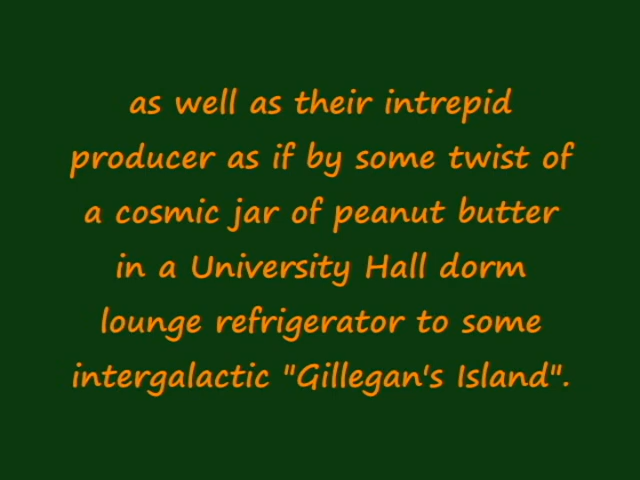 as well as their intrepid
producer as if by some twist of
a cosmic jar of peanut butter
in a University Hall dorm
lounge refrigerator to some
intergalactic "Gillegan's Island".